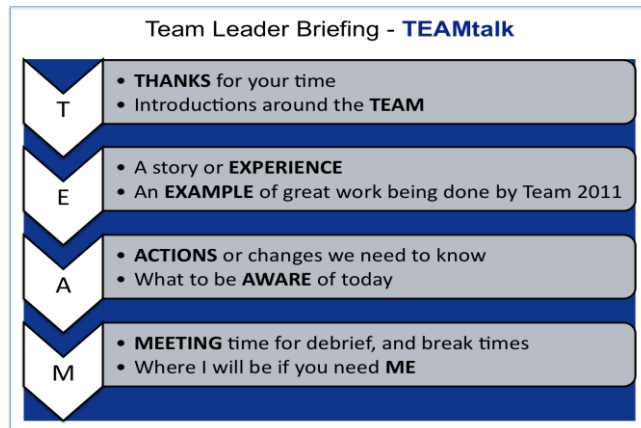 Team Leader Briefing - TEAMtalk
T
• THANKS for your time
• Introductions around the TEAM
E
• A story or EXPERIENCE
• An EXAMPLE of great work being done by Team 2011
A
• ACTIONS or changes we need to know
• What to be AWARE of today
M
• MEETING time for debrief, and break times
• Where I will be if you need ME